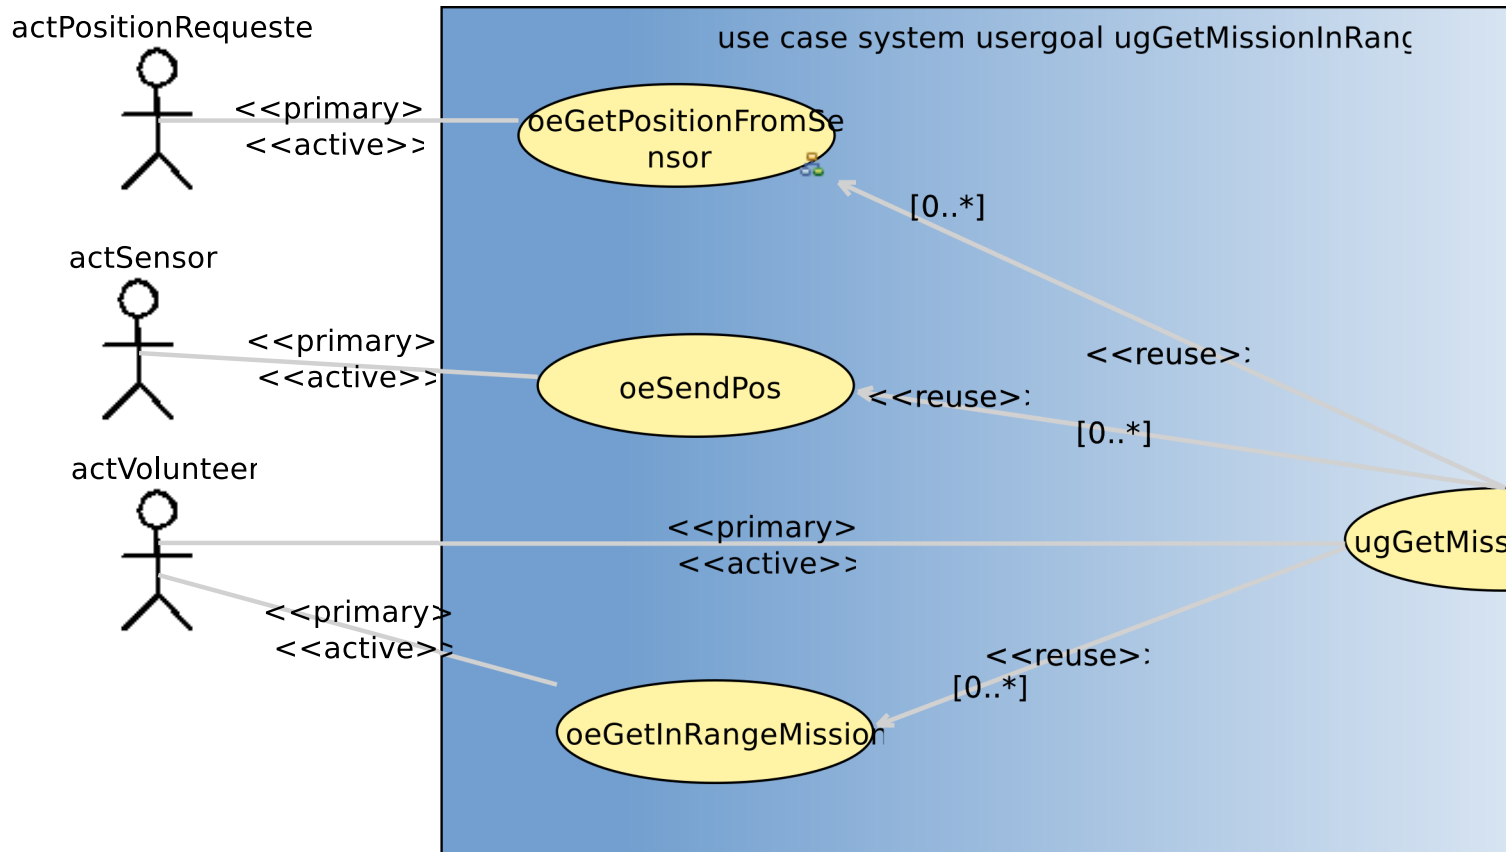 actPositionRequeste
use case system usergoal ugGetMissionInRang
<<primary>
<<active>>
oeGetPositionFromSe
nsor
[0..*]
actSensor
<<primary>
<<active>>
<<reuse>>
oeSendPos
<<reuse>>
[0..*]
actVolunteer
<<primary>
<<active>>
ugGetMiss
<<primary>
<<active>>
<<reuse>>
[0..*]
oeGetInRangeMission